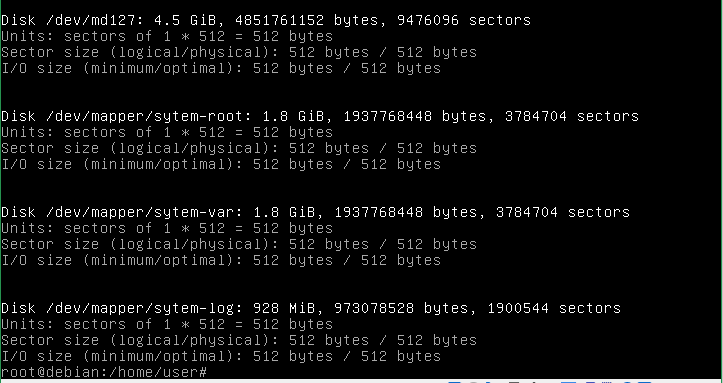 Disk /dev/md127: 4.5 GiB, 4851761152 bytes, 9476096 sectors
Units: sectors of 1 * 512 = 512 bytes
Sector size (logical/physical): 512 bytes / 512 bytes
I/O size (minimum/optimal): 512 bytes / 512 bytes
Disk /dev/mapper/sytem-root: 1.8 GiB, 1937768448 bytes, 3784704 sectors
Units: sectors of 1 * 512 = 512 bytes
Sector size (logical/physical): 512 bytes / 512 bytes
I/O size (minimum/optimal): 512 bytes / 512 bytes
Disk /dev/mapper/sytem-var: 1.8 GiB, 1937768448 bytes, 3784704 sectors
Units: sectors of 1 * 512 = 512 bytes
Sector size (logical/physical): 512 bytes / 512 bytes
I/O size (minimum/optimal): 512 bytes / 512 bytes
Disk /dev/mapper/sytem-log: 928 MiB, 973078528 bytes, 1900544 sectors
Units: sectors of 1 * 512 = 512 bytes
Sector size (logical/physical): 512 bytes / 512 bytes
I/O size (minimum/optimal): 512 bytes / 512 bytes
root@debian:/home/user#